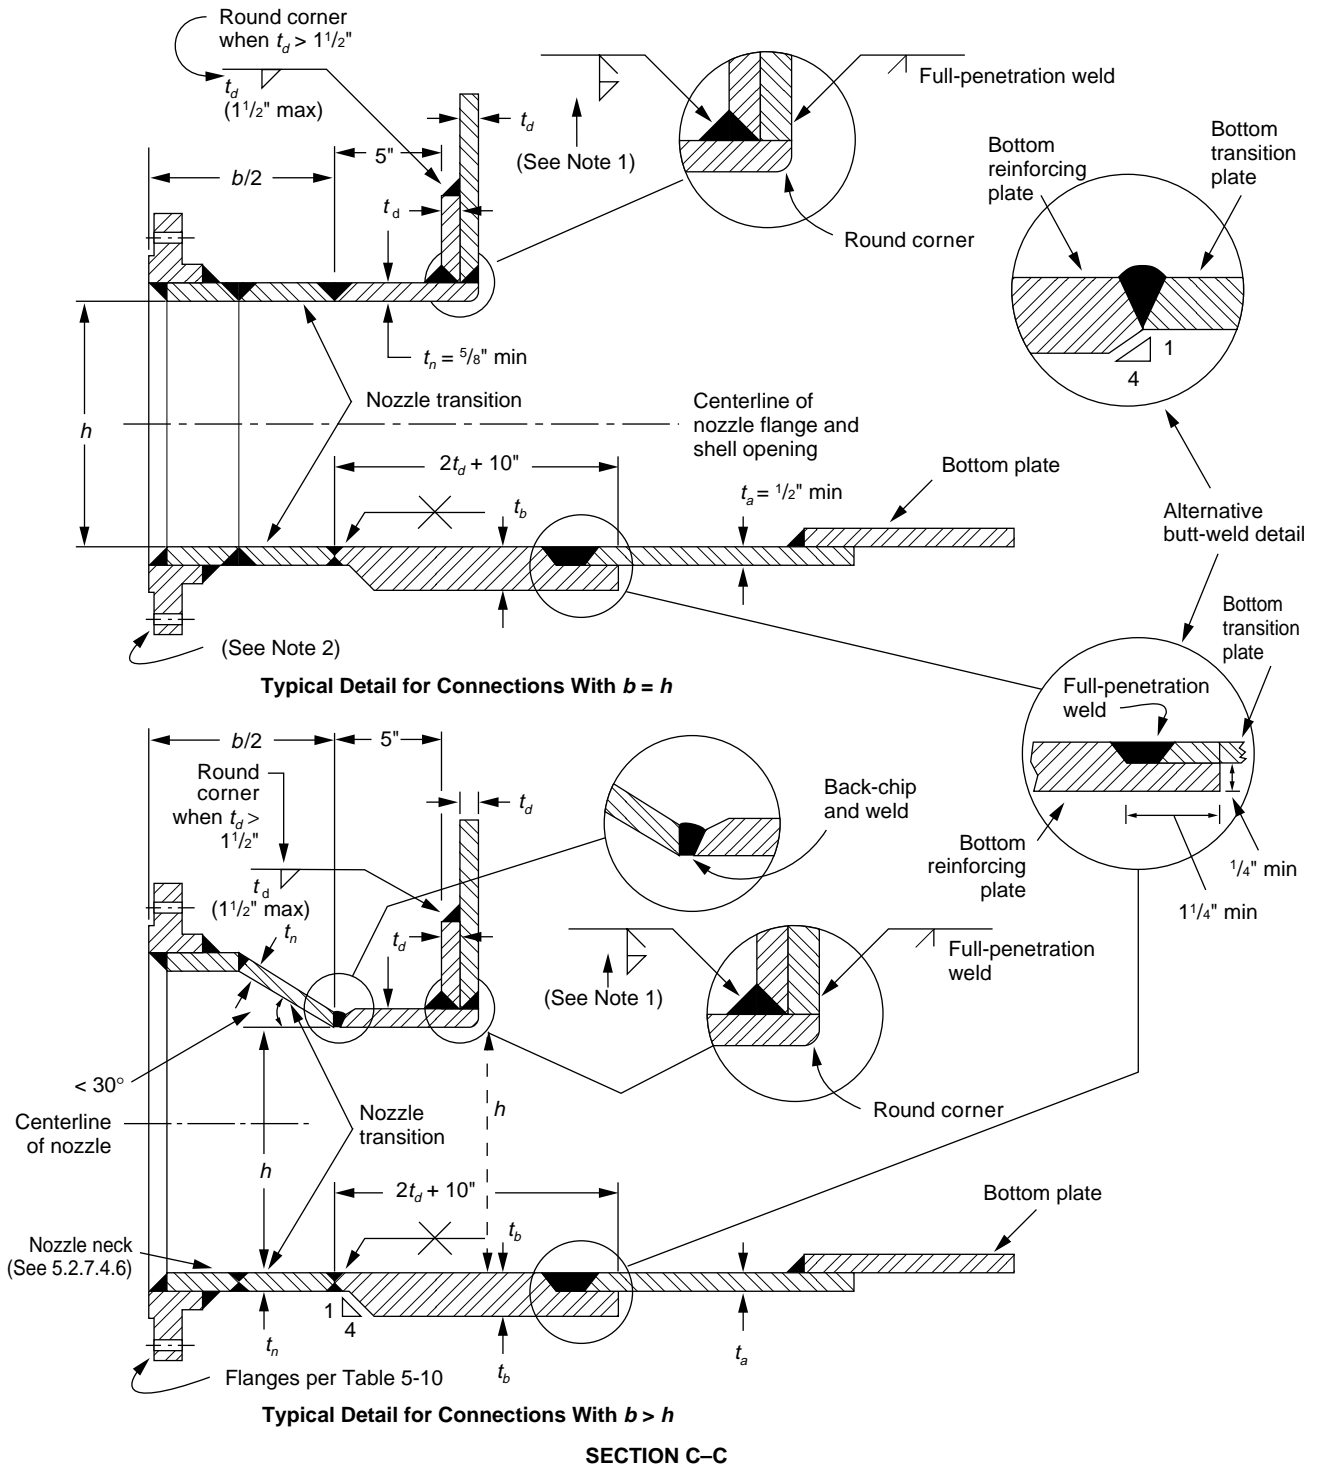 Round corner
when t_d > 1 1/2"
t_d
(1 1/2" max)
5"
b/2
t_d
t_d
(See Note 1)
Full-penetration weld
Round corner
Bottom
reinforcing
plate
Bottom
transition
plate
1
4
t_n = 5/8" min
Nozzle transition
h
Centerline of
nozzle flange and
shell opening
2t_d + 10"
t_b
t_a = 1/2" min
Bottom plate
Alternative
butt-weld detail
(See Note 2)
Typical Detail for Connections With b = h
Bottom
transition
plate
Full-penetration
weld
Bottom
reinforcing
plate
1/4" min
1 1/4" min
b/2
5"
Round
corner
when t_d >
1 1/2"
t_d
(1 1/2" max)
t_n
t_d
t_d
Back-chip
and weld
(See Note 1)
Full-penetration
weld
Round corner
< 30°
Centerline
of nozzle
Nozzle
transition
h
h
2t_d + 10"
t_b
Bottom plate
Nozzle neck
(See 5.2.7.4.6)
1
4
t_n
t_b
t_a
Flanges per Table 5-10
Typical Detail for Connections With b > h
SECTION C–C